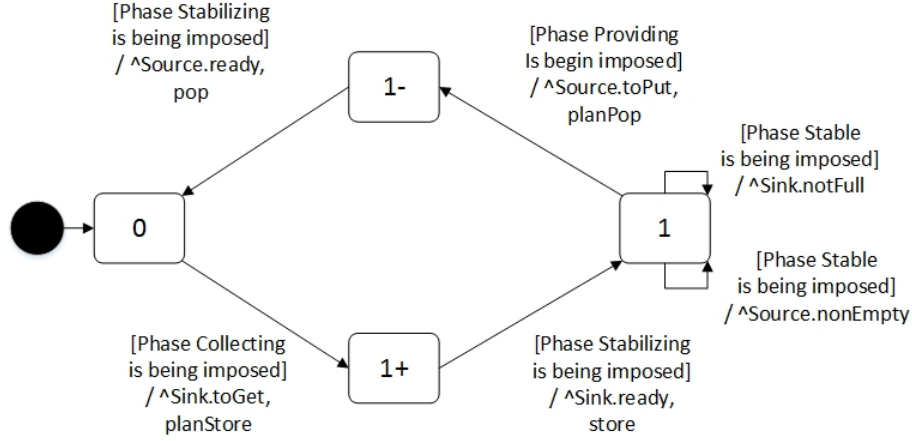 [Phase Stabilizing
is being imposed]
/ ^Source.ready,
pop
1-
[Phase Providing
Is begin imposed]
/ ^Source.toPut,
planPop
[Phase Stable
is being imposed]
/ ^Sink.notFull
0
1
[Phase Stable
is being imposed]
/ ^Source.nonEmpty
[Phase Collecting
is being imposed]
/ ^Sink.toGet,
planStore
1+
[Phase Stabilizing
is being imposed]
/ ^Sink.ready,
store